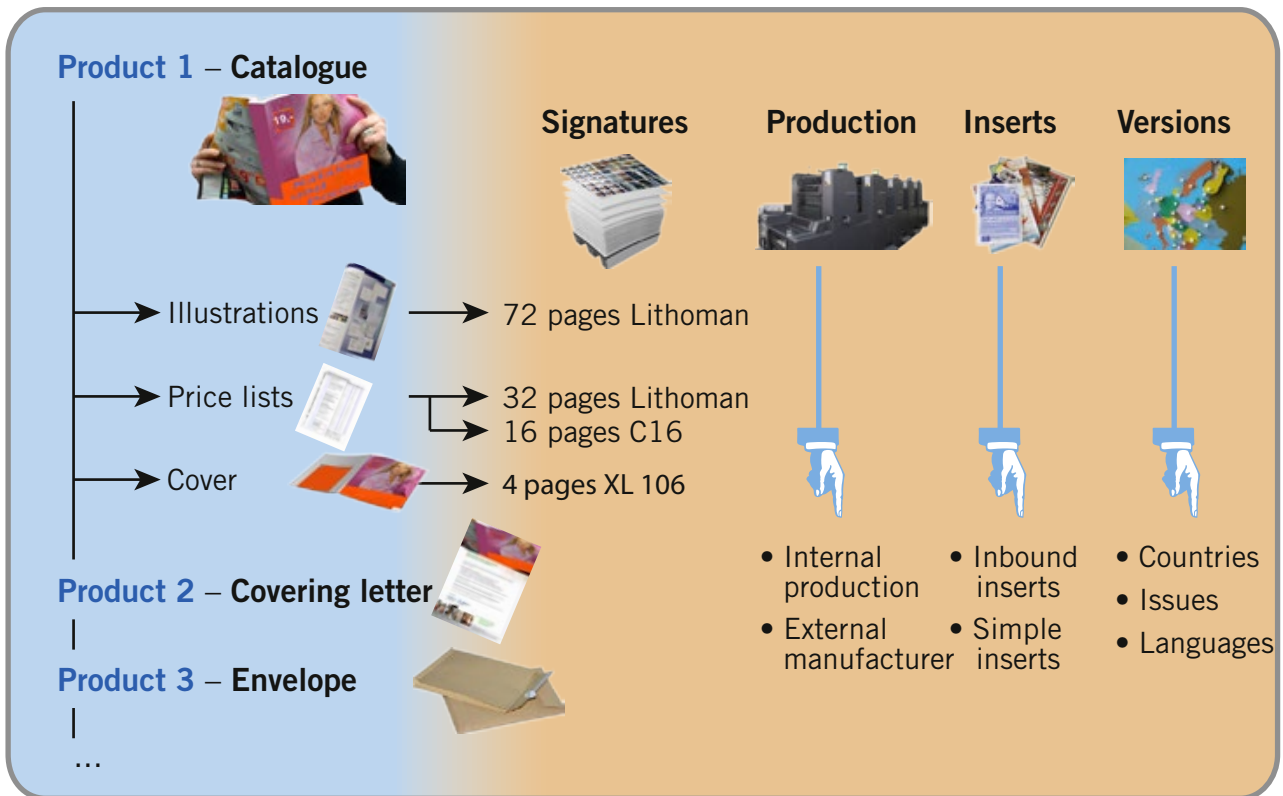 Product 1 – Catalogue
19,-
Signatures
Production
Inserts
Versions
Illustrations
72 pages Lithoman
Price lists
32 pages Lithoman
16 pages C16
Cover
4 pages XL 106
Product 2 – Covering letter
Product 3 – Envelope
...
• Internal
production
• External
manufacturer
• Inbound
inserts
• Simple
inserts
• Countries
• Issues
• Languages